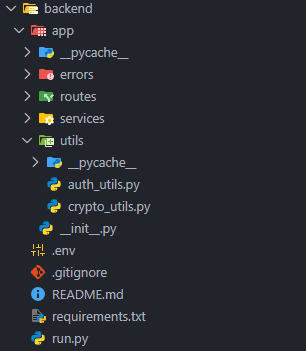 backend
app
__pycache__
errors
routes
services
utils
__pycache__
auth_utils.py
crypto_utils.py
__init__.py
.env
.gitignore
README.md
requirements.txt
run.py